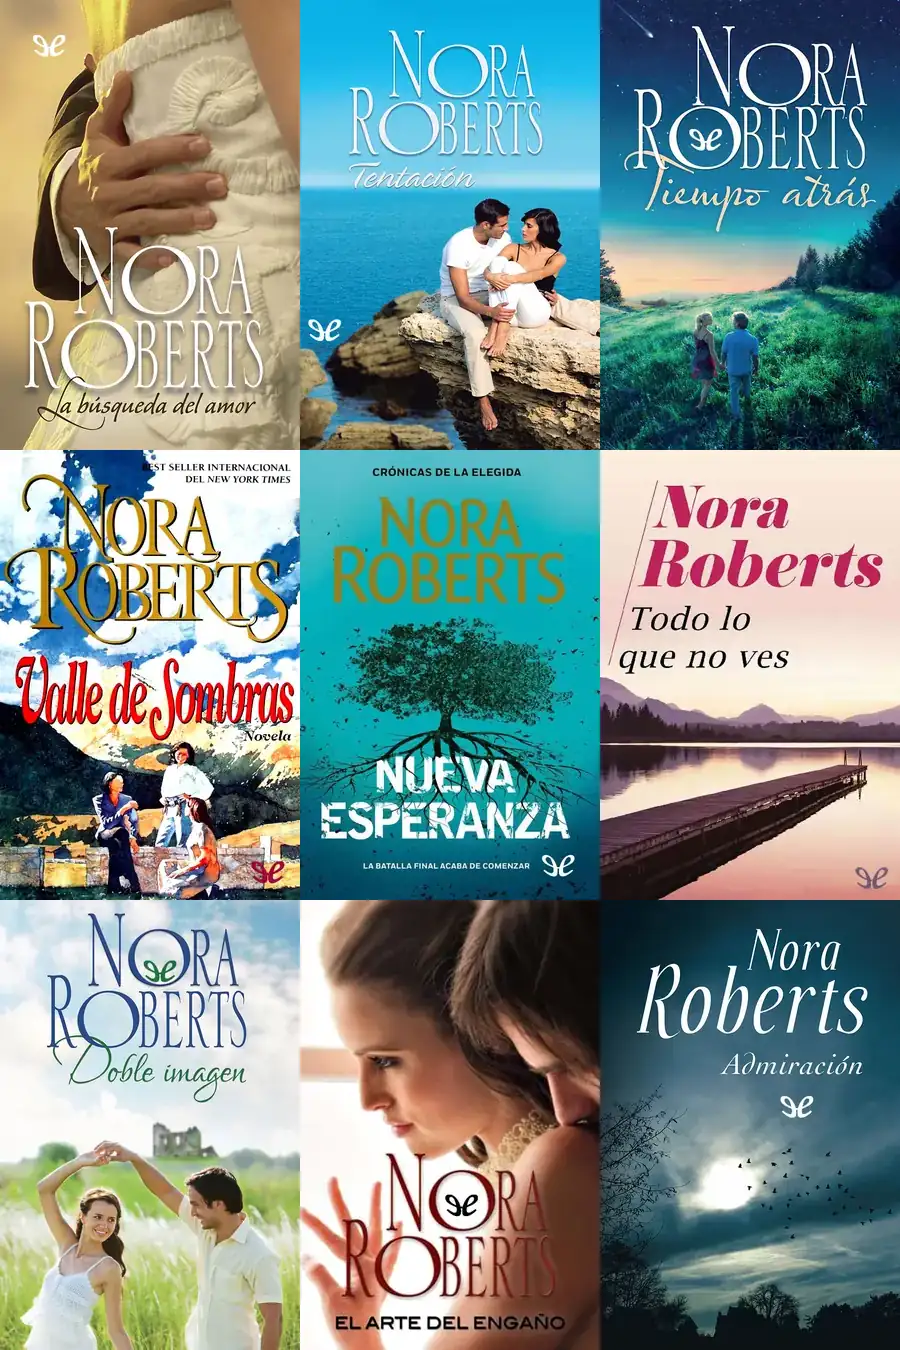 NORA
ROBERTS
La búsqueda del amor
NORA
ROBERTS
Tentación
NORA
ROBERTS
Tiempo atrás
BEST SELLER INTERNACIONAL
DEL NEW YORK TIMES
NORA
ROBERTS
Valle de Sombras
Novela
CRÓNICAS DE LA ELEGIDA
NORA
ROBERTS
NUEVA
ESPERANZA
LA BATALLA FINAL ACABA DE COMENZAR
Nora
Roberts
Todo lo
que no ves
NORA
ROBERTS
Doble imagen
NORA
ROBERTS
EL ARTE DEL ENGAÑO
Nora
Roberts
Admiración